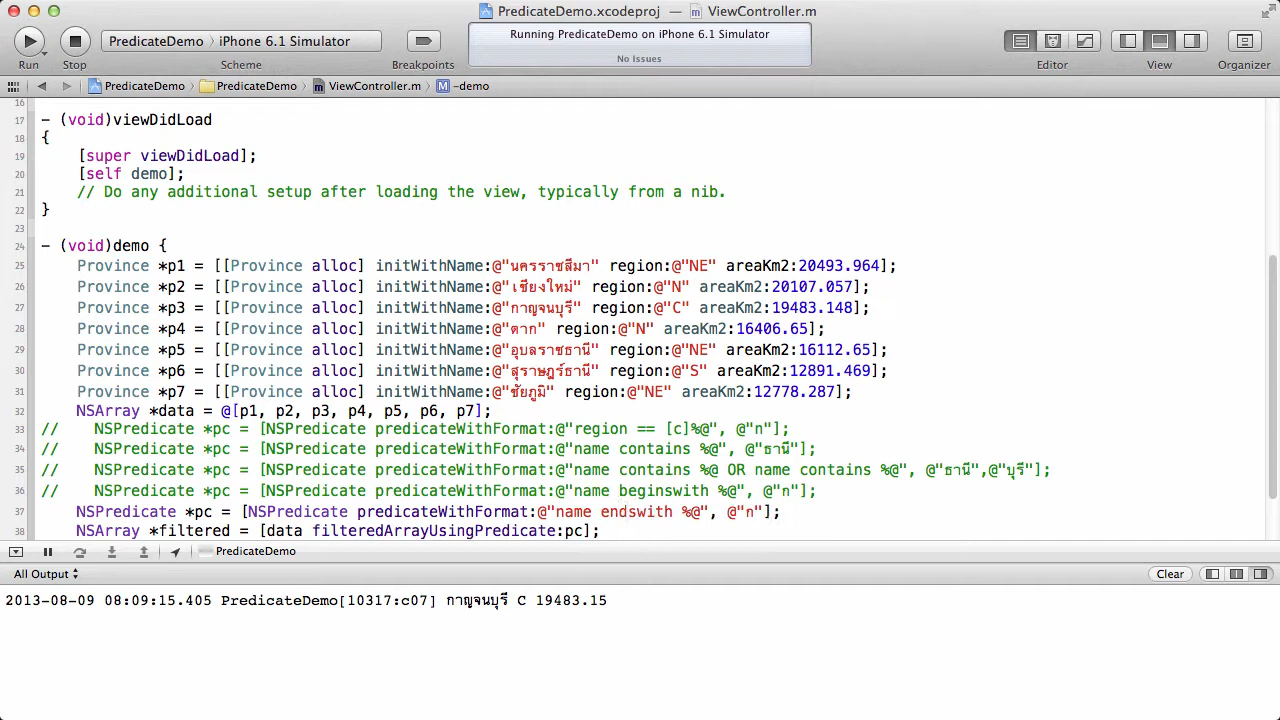 PredicateDemo.xcodeproj — ViewController.m
Run Stop
PredicateDemo › iPhone 6.1 Simulator
Scheme
Breakpoints
Running PredicateDemo on iPhone 6.1 Simulator
No Issues
Editor View Organizer
PredicateDemo › PredicateDemo › ViewController.m › M -demo
16
17 - (void)viewDidLoad
18 {
19 [super viewDidLoad];
20 [self demo];
21 // Do any additional setup after loading the view, typically from a nib.
22 }
23
24 - (void)demo {
25 Province *p1 = [[Province alloc] initWithName:@"นครราชสีมา" region:@"NE" areaKm2:20493.964];
26 Province *p2 = [[Province alloc] initWithName:@"เชียงใหม่" region:@"N" areaKm2:20107.057];
27 Province *p3 = [[Province alloc] initWithName:@"กาญจนบุรี" region:@"C" areaKm2:19483.148];
28 Province *p4 = [[Province alloc] initWithName:@"ตาก" region:@"N" areaKm2:16406.65];
29 Province *p5 = [[Province alloc] initWithName:@"อุบลราชธานี" region:@"NE" areaKm2:16112.65];
30 Province *p6 = [[Province alloc] initWithName:@"สุราษฎร์ธานี" region:@"S" areaKm2:12891.469];
31 Province *p7 = [[Province alloc] initWithName:@"ชัยภูมิ" region:@"NE" areaKm2:12778.287];
32 NSArray *data = @[p1, p2, p3, p4, p5, p6, p7];
33 // NSPredicate *pc = [NSPredicate predicateWithFormat:@"region == [c]%@", @"n"];
34 // NSPredicate *pc = [NSPredicate predicateWithFormat:@"name contains %@", @"ธานี"];
35 // NSPredicate *pc = [NSPredicate predicateWithFormat:@"name contains %@ OR name contains %@", @"ธานี",@"บุรี"];
36 // NSPredicate *pc = [NSPredicate predicateWithFormat:@"name beginswith %@", @"ก"];
37 NSPredicate *pc = [NSPredicate predicateWithFormat:@"name endswith %@", @"ก"];
38 NSArray *filtered = [data filteredArrayUsingPredicate:pc];
PredicateDemo
All Output
Clear
2013-08-09 08:09:15.405 PredicateDemo[10317:c07] กาญจนบุรี C 19483.15